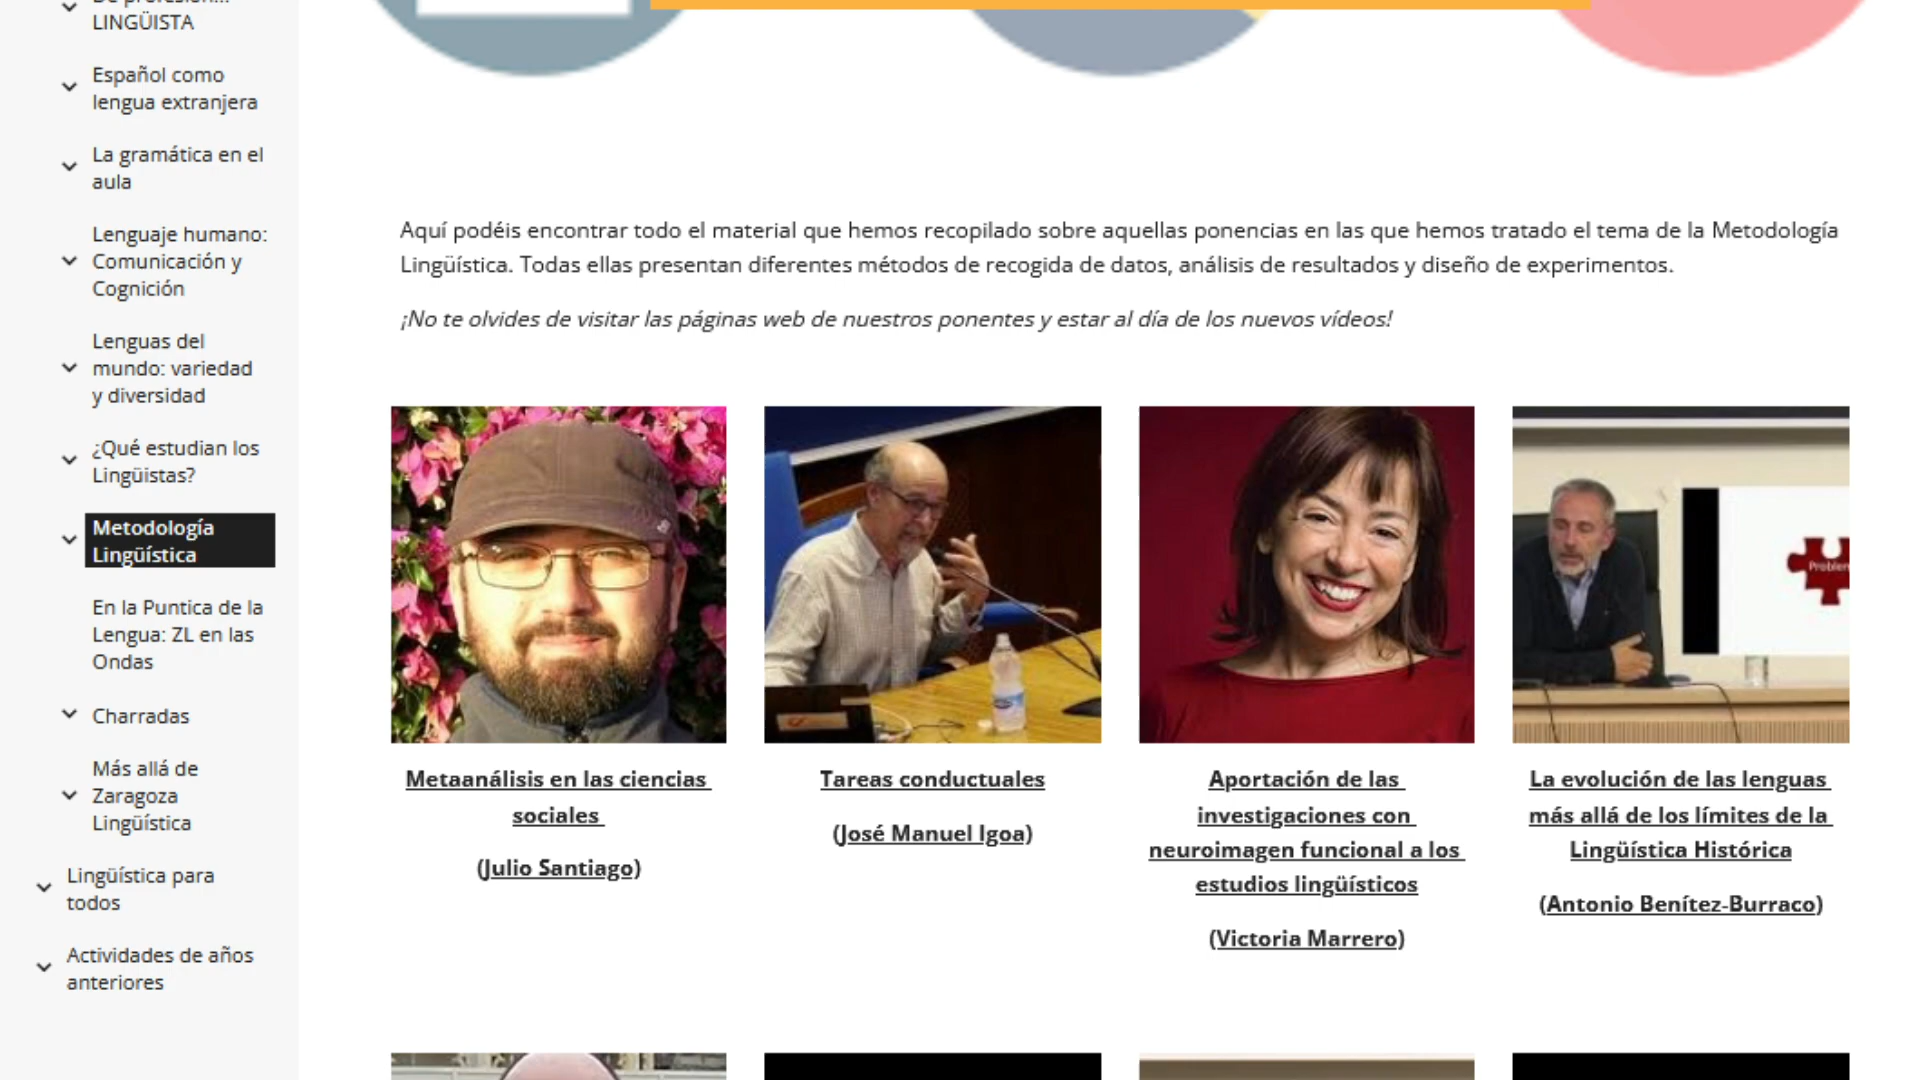 LINGÜISTA
Español como
lengua extranjera
La gramática en el
aula
Lenguaje humano:
Comunicación y
Cognición
Lenguas del
mundo: variedad
y diversidad
¿Qué estudian los
Lingüistas?
Metodología
Lingüística
En la Puntica de la
Lengua: ZL en las
Ondas
Charradas
Más allá de
Zaragoza
Lingüística
Lingüística para
todos
Actividades de años
anteriores
Aquí podéis encontrar todo el material que hemos recopilado sobre aquellas ponencias en las que hemos tratado el tema de la Metodología
Lingüística. Todas ellas presentan diferentes métodos de recogida de datos, análisis de resultados y diseño de experimentos.
¡No te olvides de visitar las páginas web de nuestros ponentes y estar al día de los nuevos vídeos!
Metaanálisis en las ciencias
sociales
(Julio Santiago)
Tareas conductuales
(José Manuel Igoa)
Aportación de las
investigaciones con
neuroimagen funcional a los
estudios lingüísticos
(Victoria Marrero)
Problem
La evolución de las lenguas
más allá de los límites de la
Lingüística Histórica
(Antonio Benítez-Burraco)